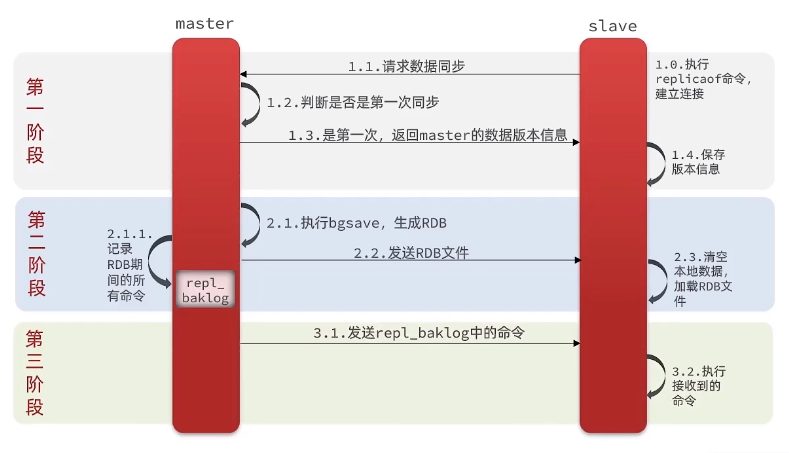 master
slave
第一阶段
1.0.执行
replicaof命令，
建立连接
1.1.请求数据同步
1.2.判断是否是第一次同步
1.3.是第一次，返回master的数据版本信息
1.4.保存
版本信息
第二阶段
2.1.执行bgsave，生成RDB
2.1.1.
记录
RDB期
间的所
有命令
repl_
baklog
2.2.发送RDB文件
2.3.清空
本地数据，
加载RDB文
件
第三阶段
3.1.发送repl_baklog中的命令
3.2.执行
接收到的
命令